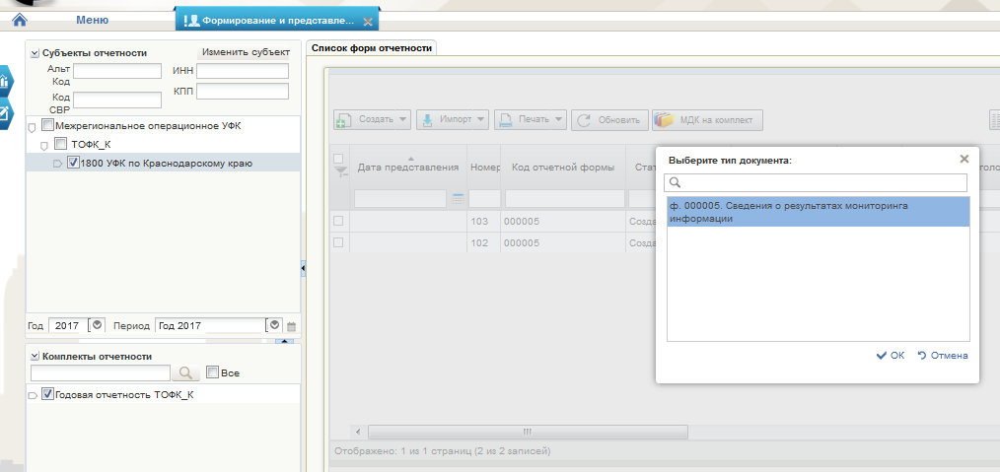 Меню
Формирование и представле...
Субъекты отчетности
Изменить субъект
Альт Код
ИНН
Код СВР
КПП
Межрегиональное операционное УФК
ТОФК_К
1800 УФК по Краснодарскому краю
Год 2017 Период Год 2017
Комплекты отчетности
Все
Годовая отчетность ТОФК_К
Список форм отчетности
Создать Импорт Печать Обновить МДК на комплект
Дата представления Номер Код отчетной формы Стат
103 000005 Созда
102 000005 Созда
Отображено: 1 из 1 страниц (2 из 2 записей)
Выберите тип документа:
ф. 000005. Сведения о результатах мониторинга
информации
ОК Отмена